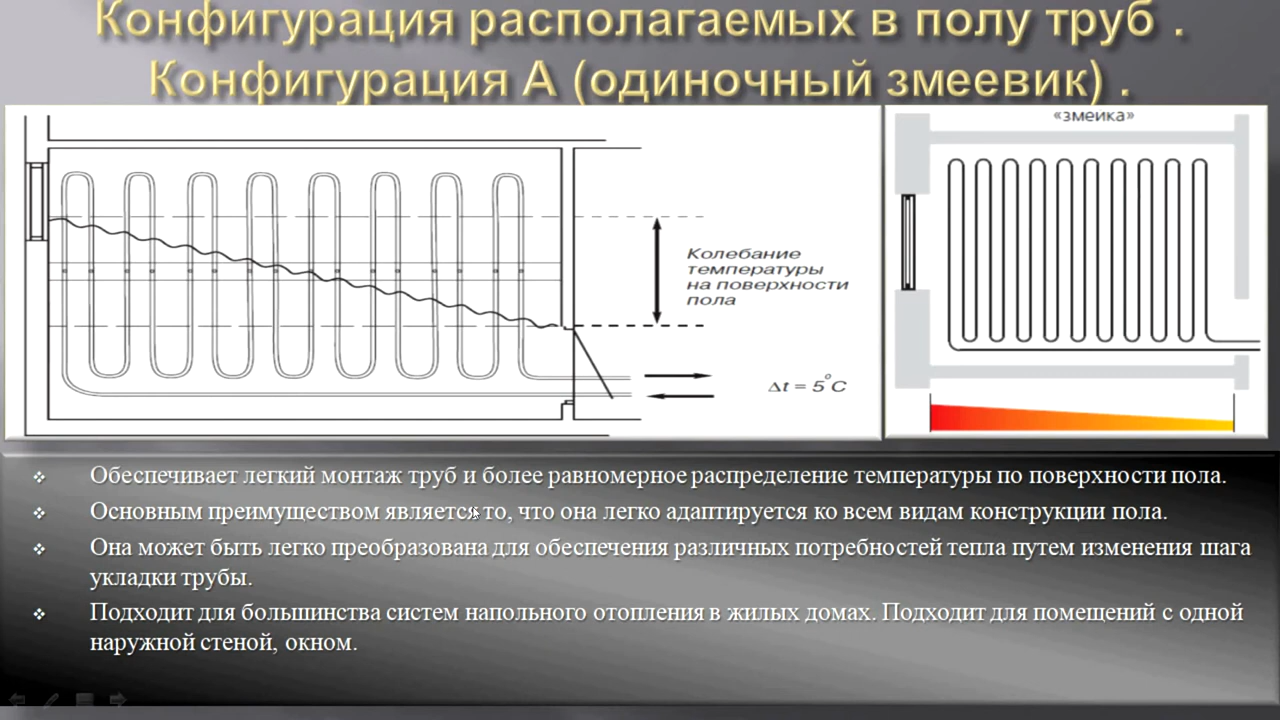 Конфигурация располагаемых в полу труб .
Конфигурация А (одиночный змеевик) .
«змейка»
Колебание
температуры
на поверхности
пола
Δt = 5°C
Обеспечивает легкий монтаж труб и более равномерное распределение температуры по поверхности пола.
Основным преимуществом является то, что она легко адаптируется ко всем видам конструкции пола.
Она может быть легко преобразована для обеспечения различных потребностей тепла путем изменения шага
укладки трубы.
Подходит для большинства систем напольного отопления в жилых домах. Подходит для помещений с одной
наружной стеной, окном.